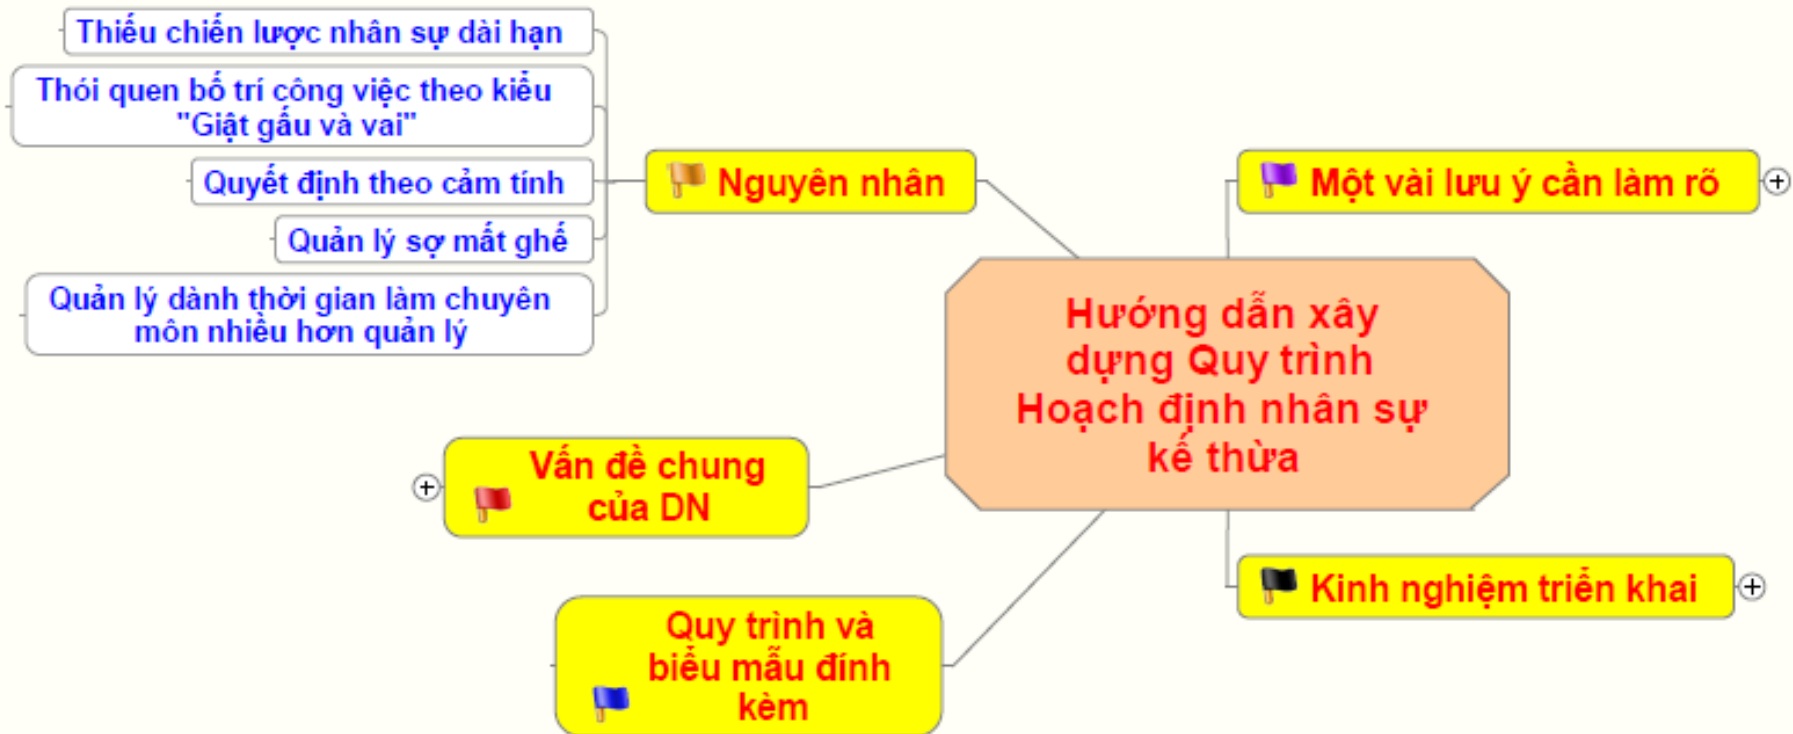 Thiếu chiến lược nhân sự dài hạn
Thói quen bố trí công việc theo kiểu
"Giật gấu và vai"
Quyết định theo cảm tính
Quản lý sợ mất ghế
Quản lý dành thời gian làm chuyên
môn nhiều hơn quản lý
Nguyên nhân
Một vài lưu ý cần làm rõ
Hướng dẫn xây
dựng Quy trình
Hoạch định nhân sự
kế thừa
Vấn đề chung
của DN
Quy trình và
biểu mẫu đính
kèm
Kinh nghiệm triển khai